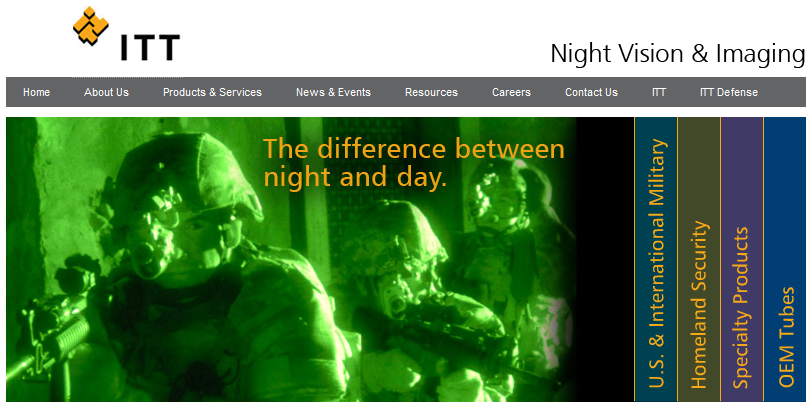 ITT
Night Vision & Imaging
Home About Us Products & Services News & Events Resources Careers Contact Us ITT ITT Defense
The difference between
night and day.
U.S. & International Military
Homeland Security
Specialty Products
OEM Tubes